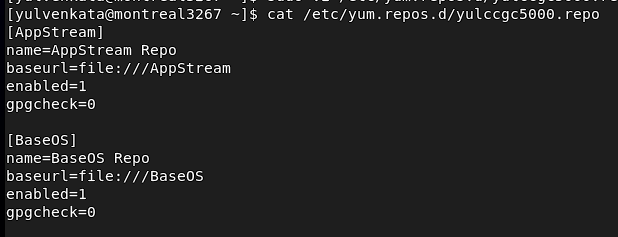 [yulvenkata@montreal3267 ~]$ cat /etc/yum.repos.d/yulccgc5000.repo
[AppStream]
name=AppStream Repo
baseurl=file:///AppStream
enabled=1
gpgcheck=0

[BaseOS]
name=BaseOS Repo
baseurl=file:///BaseOS
enabled=1
gpgcheck=0